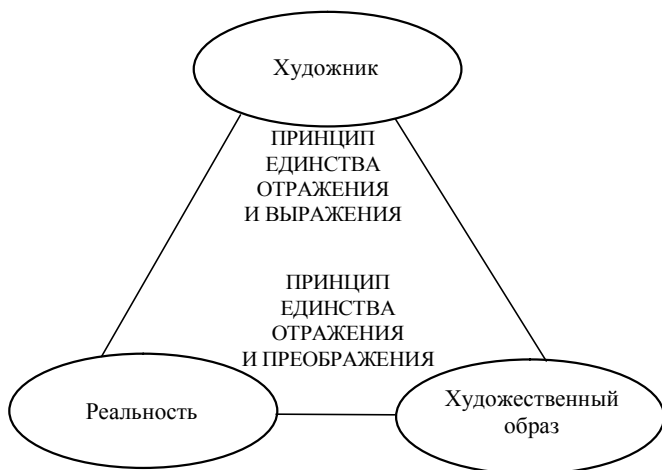 Художник
ПРИНЦИП
ЕДИНСТВА
ОТРАЖЕНИЯ
И ВЫРАЖЕНИЯ
ПРИНЦИП
ЕДИНСТВА
ОТРАЖЕНИЯ
И ПРЕОБРАЖЕНИЯ
Реальность
Художественный
образ